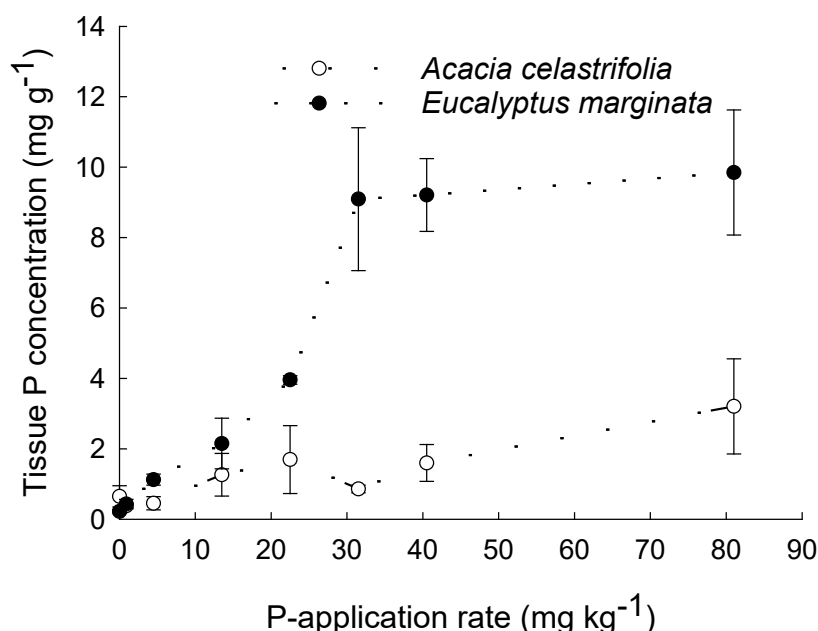 14
12
10
8
6
4
2
0
Tissue P concentration (mg g⁻¹)
Acacia celastrifolia
Eucalyptus marginata
0 10 20 30 40 50 60 70 80 90
P-application rate (mg kg⁻¹)